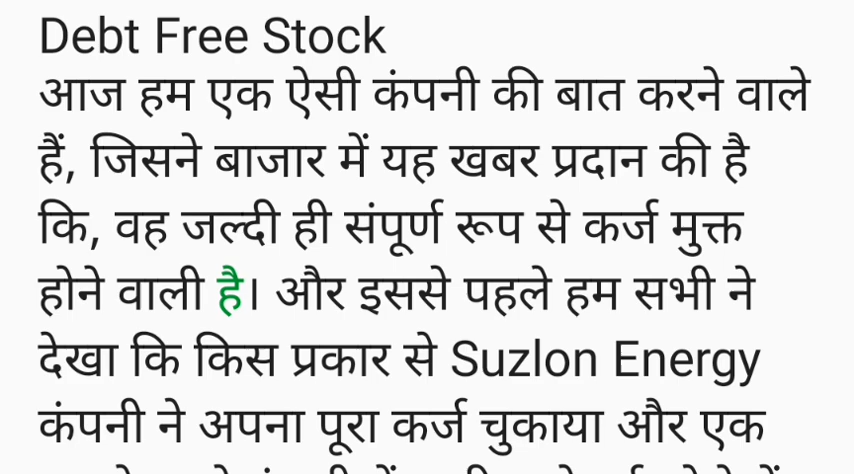 Debt Free Stock
आज हम एक ऐसी कंपनी की बात करने वाले
हैं, जिसने बाजार में यह खबर प्रदान की है
कि, वह जल्दी ही संपूर्ण रूप से कर्ज मुक्त
होने वाली है। और इससे पहले हम सभी ने
देखा कि किस प्रकार से Suzlon Energy
कंपनी ने अपना पूरा कर्ज चुकाया और एक